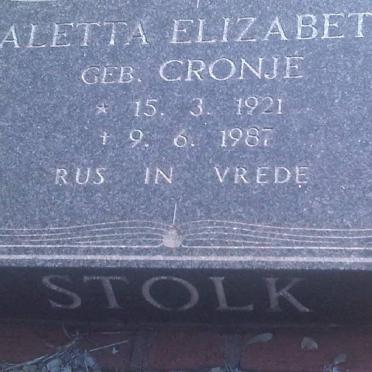 ALETTA ELIZABET
GEB. CRONJÉ
* 15. 3. 1921
† 9. 6. 1987
RUS IN VREDE
STOLK